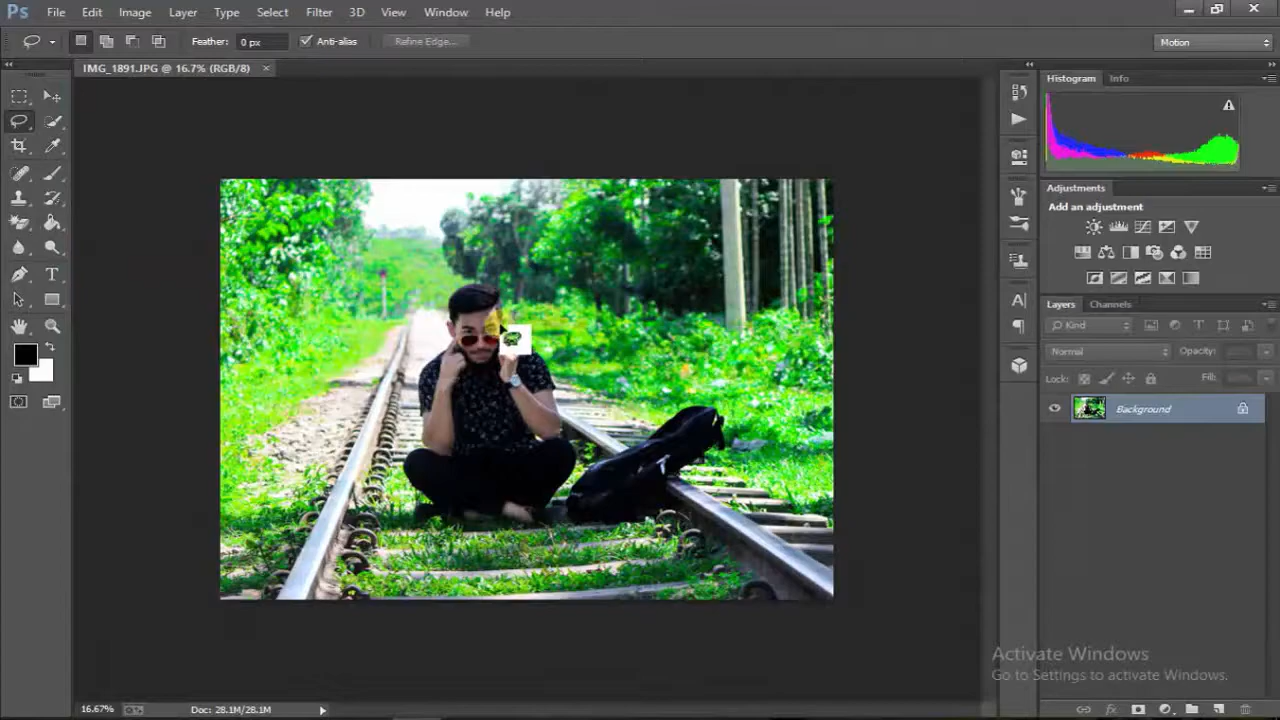 Ps File Edit Image Layer Type Select Filter 3D View Window Help
Feather: 0 px Anti-alias Refine Edge... Motion
IMG_1891.JPG @ 16.7% (RGB/8) ×
Histogram Info
Adjustments
Add an adjustment
Layers Channels
Kind
Normal Opacity:
Lock: Fill:
Background
Activate Windows
Go to Settings to activate Windows.
16.67% Doc: 28.1M/28.1M